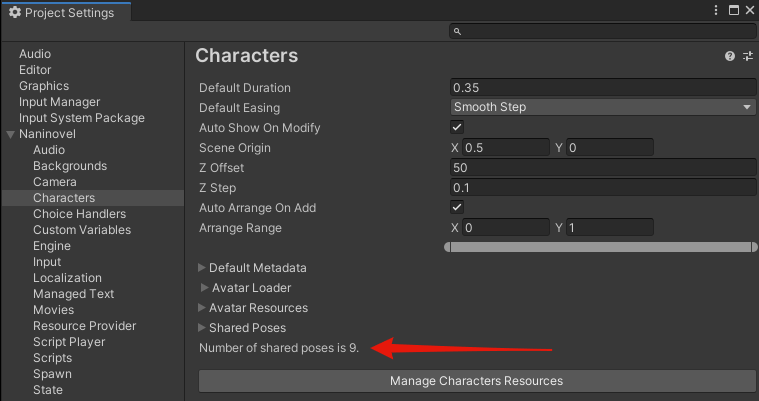 Project Settings
Characters
Audio
Editor
Graphics
Input Manager
Input System Package
Naninovel
Audio
Backgrounds
Camera
Characters
Choice Handlers
Custom Variables
Engine
Input
Localization
Managed Text
Movies
Resource Provider
Script Player
Scripts
Spawn
State
Default Duration 0.35
Default Easing Smooth Step
Auto Show On Modify
Scene Origin X 0.5 Y 0
Z Offset 50
Z Step 0.1
Auto Arrange On Add
Arrange Range X 0 Y 1
Default Metadata
Avatar Loader
Avatar Resources
Shared Poses
Number of shared poses is 9.
Manage Characters Resources